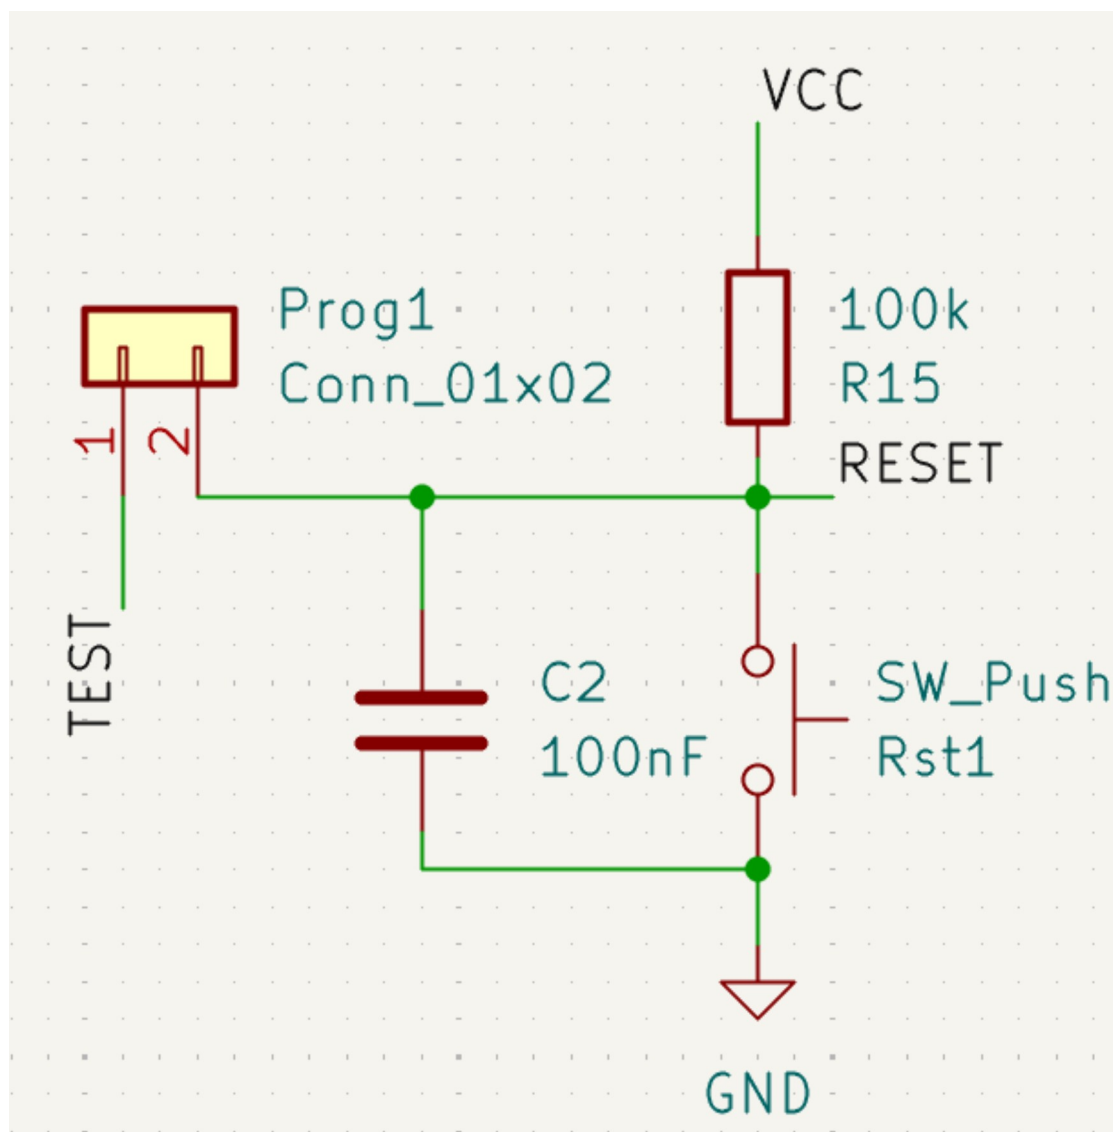 VCC
Prog1
Conn_01x02
100k
R15
1
2
RESET
TEST
C2
100nF
SW_Push
Rst1
GND